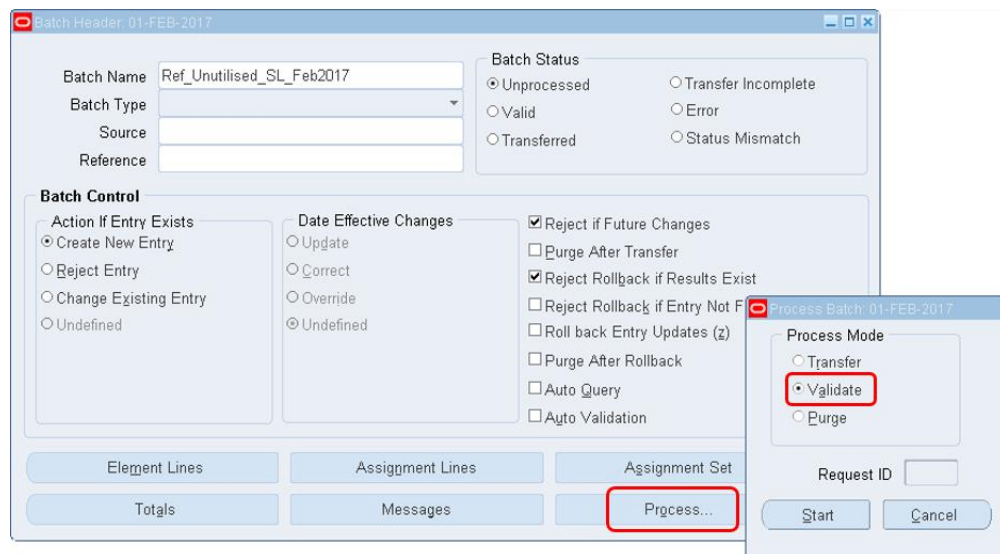 Batch Header: 01-FEB-2017
Batch Name Ref_Unutilised_SL_Feb2017
Batch Type
Source
Reference
Batch Status
Unprocessed
Transfer Incomplete
Valid
Error
Transferred
Status Mismatch
Batch Control
Action If Entry Exists
Create New Entry
Reject Entry
Change Existing Entry
Undefined
Date Effective Changes
Update
Correct
Override
Undefined
Reject if Future Changes
Purge After Transfer
Reject Rollback if Results Exist
Reject Rollback if Entry Not F
Roll back Entry Updates (z)
Purge After Rollback
Auto Query
Auto Validation
Element Lines
Assignment Lines
Assignment Set
Totals
Messages
Process...
Process Batch: 01-FEB-2017
Process Mode
Transfer
Validate
Purge
Request ID
Start
Cancel